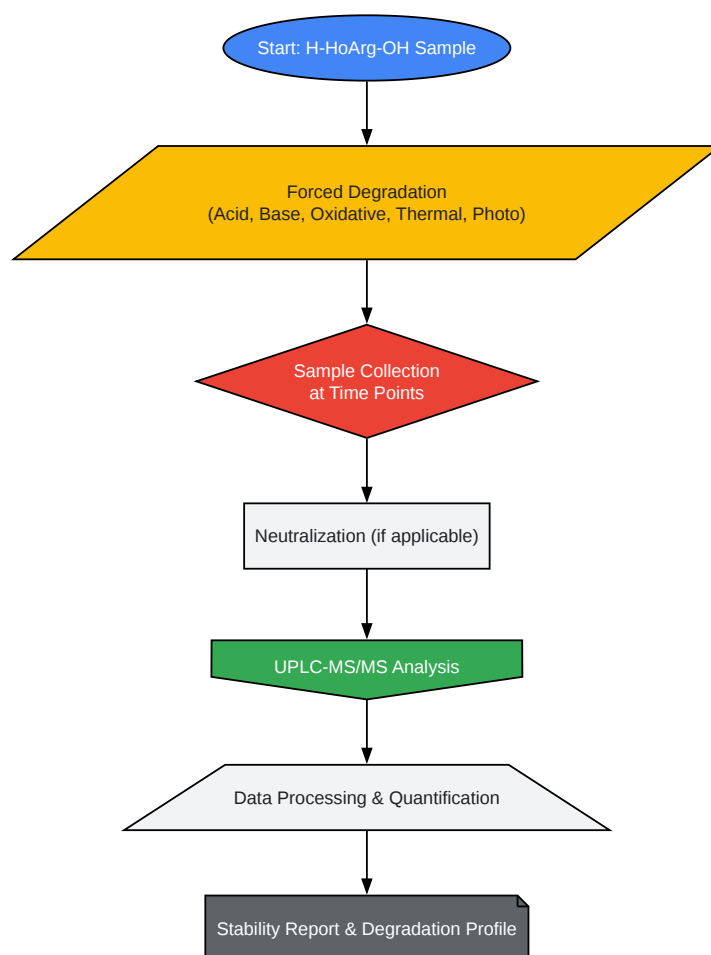 Start: H-HoArg-OH Sample
Forced Degradation
(Acid, Base, Oxidative, Thermal, Photo)
Sample Collection
at Time Points
Neutralization (if applicable)
UPLC-MS/MS Analysis
Data Processing & Quantification
Stability Report & Degradation Profile